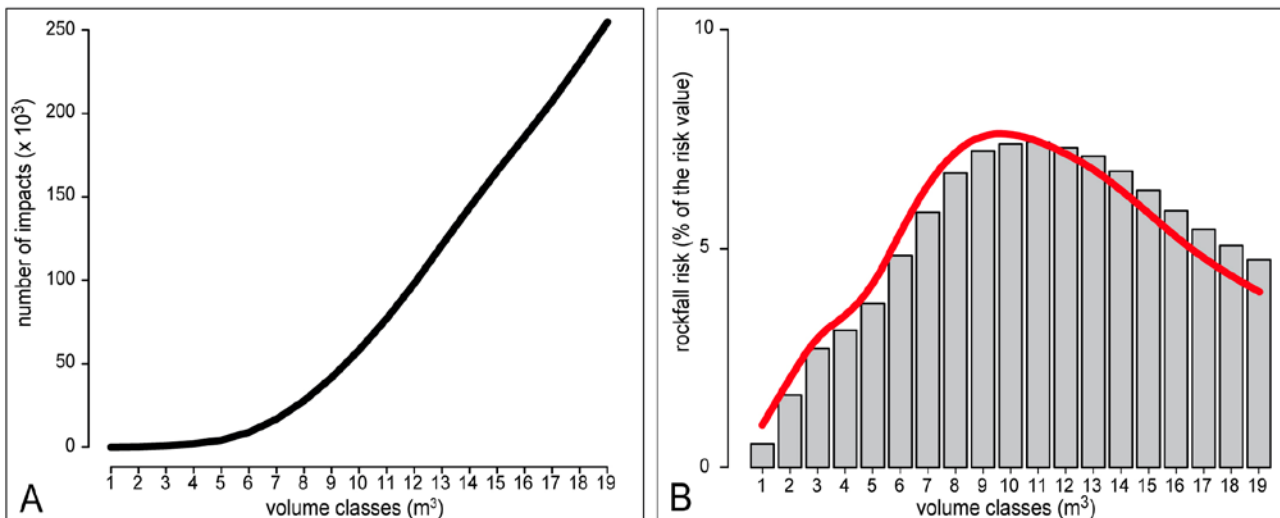 250
200
150
100
50
0
number of impacts (x 10³)
1 2 3 4 5 6 7 8 9 10 11 12 13 14 15 16 17 18 19
volume classes (m³)
A
10
5
0
rockfall risk (% of the risk value)
1 2 3 4 5 6 7 8 9 10 11 12 13 14 15 16 17 18 19
volume classes (m³)
B